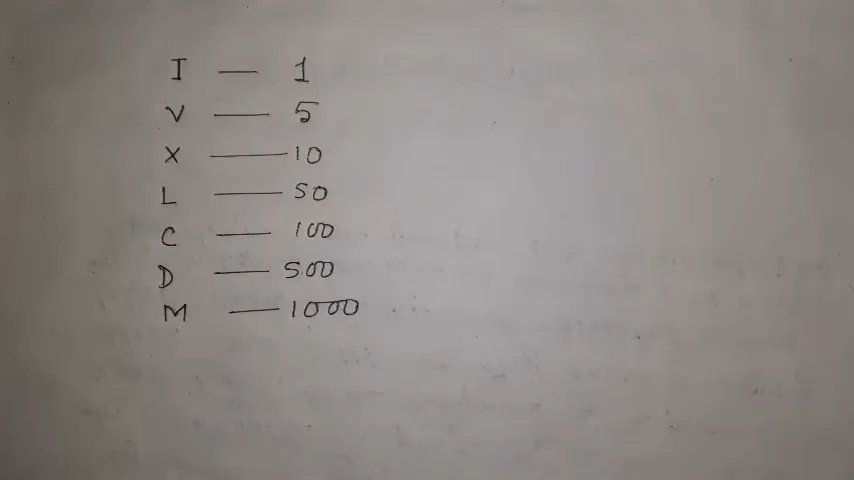 I — 1
V — 5
X — 10
L — 50
C — 100
D — 500
M — 1000